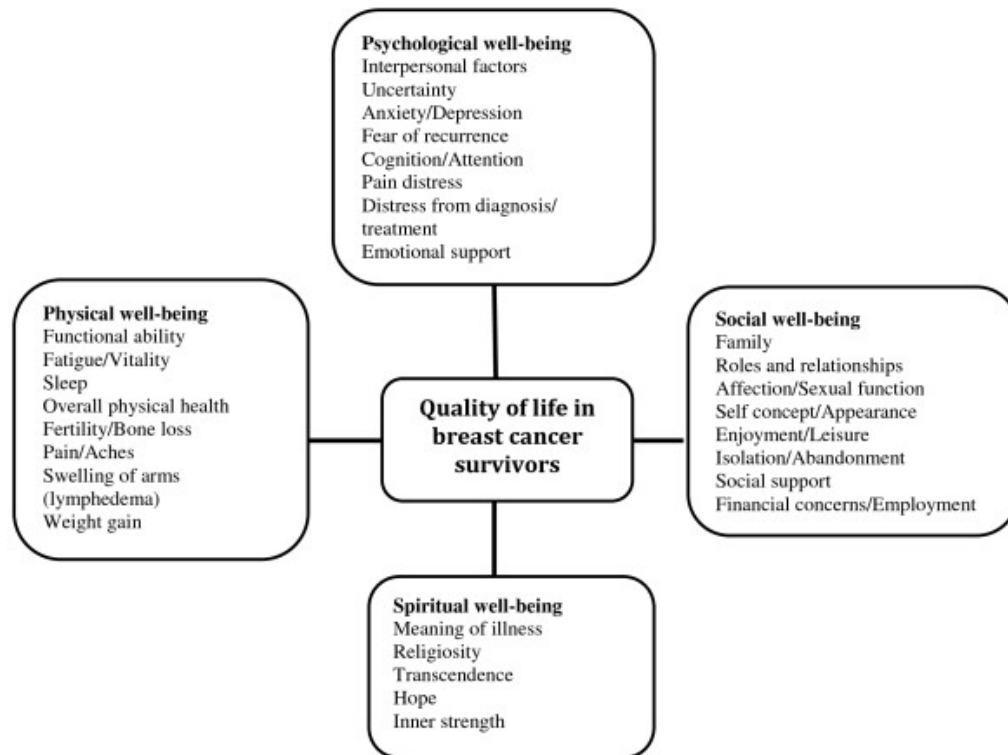 Psychological well-being
Interpersonal factors
Uncertainty
Anxiety/Depression
Fear of recurrence
Cognition/Attention
Pain distress
Distress from diagnosis/
treatment
Emotional support
Physical well-being
Functional ability
Fatigue/Vitality
Sleep
Overall physical health
Fertility/Bone loss
Pain/Aches
Swelling of arms
(lymphedema)
Weight gain
Quality of life in
breast cancer
survivors
Social well-being
Family
Roles and relationships
Affection/Sexual function
Self concept/Appearance
Enjoyment/Leisure
Isolation/Abandonment
Social support
Financial concerns/Employment
Spiritual well-being
Meaning of illness
Religiosity
Transcendence
Hope
Inner strength